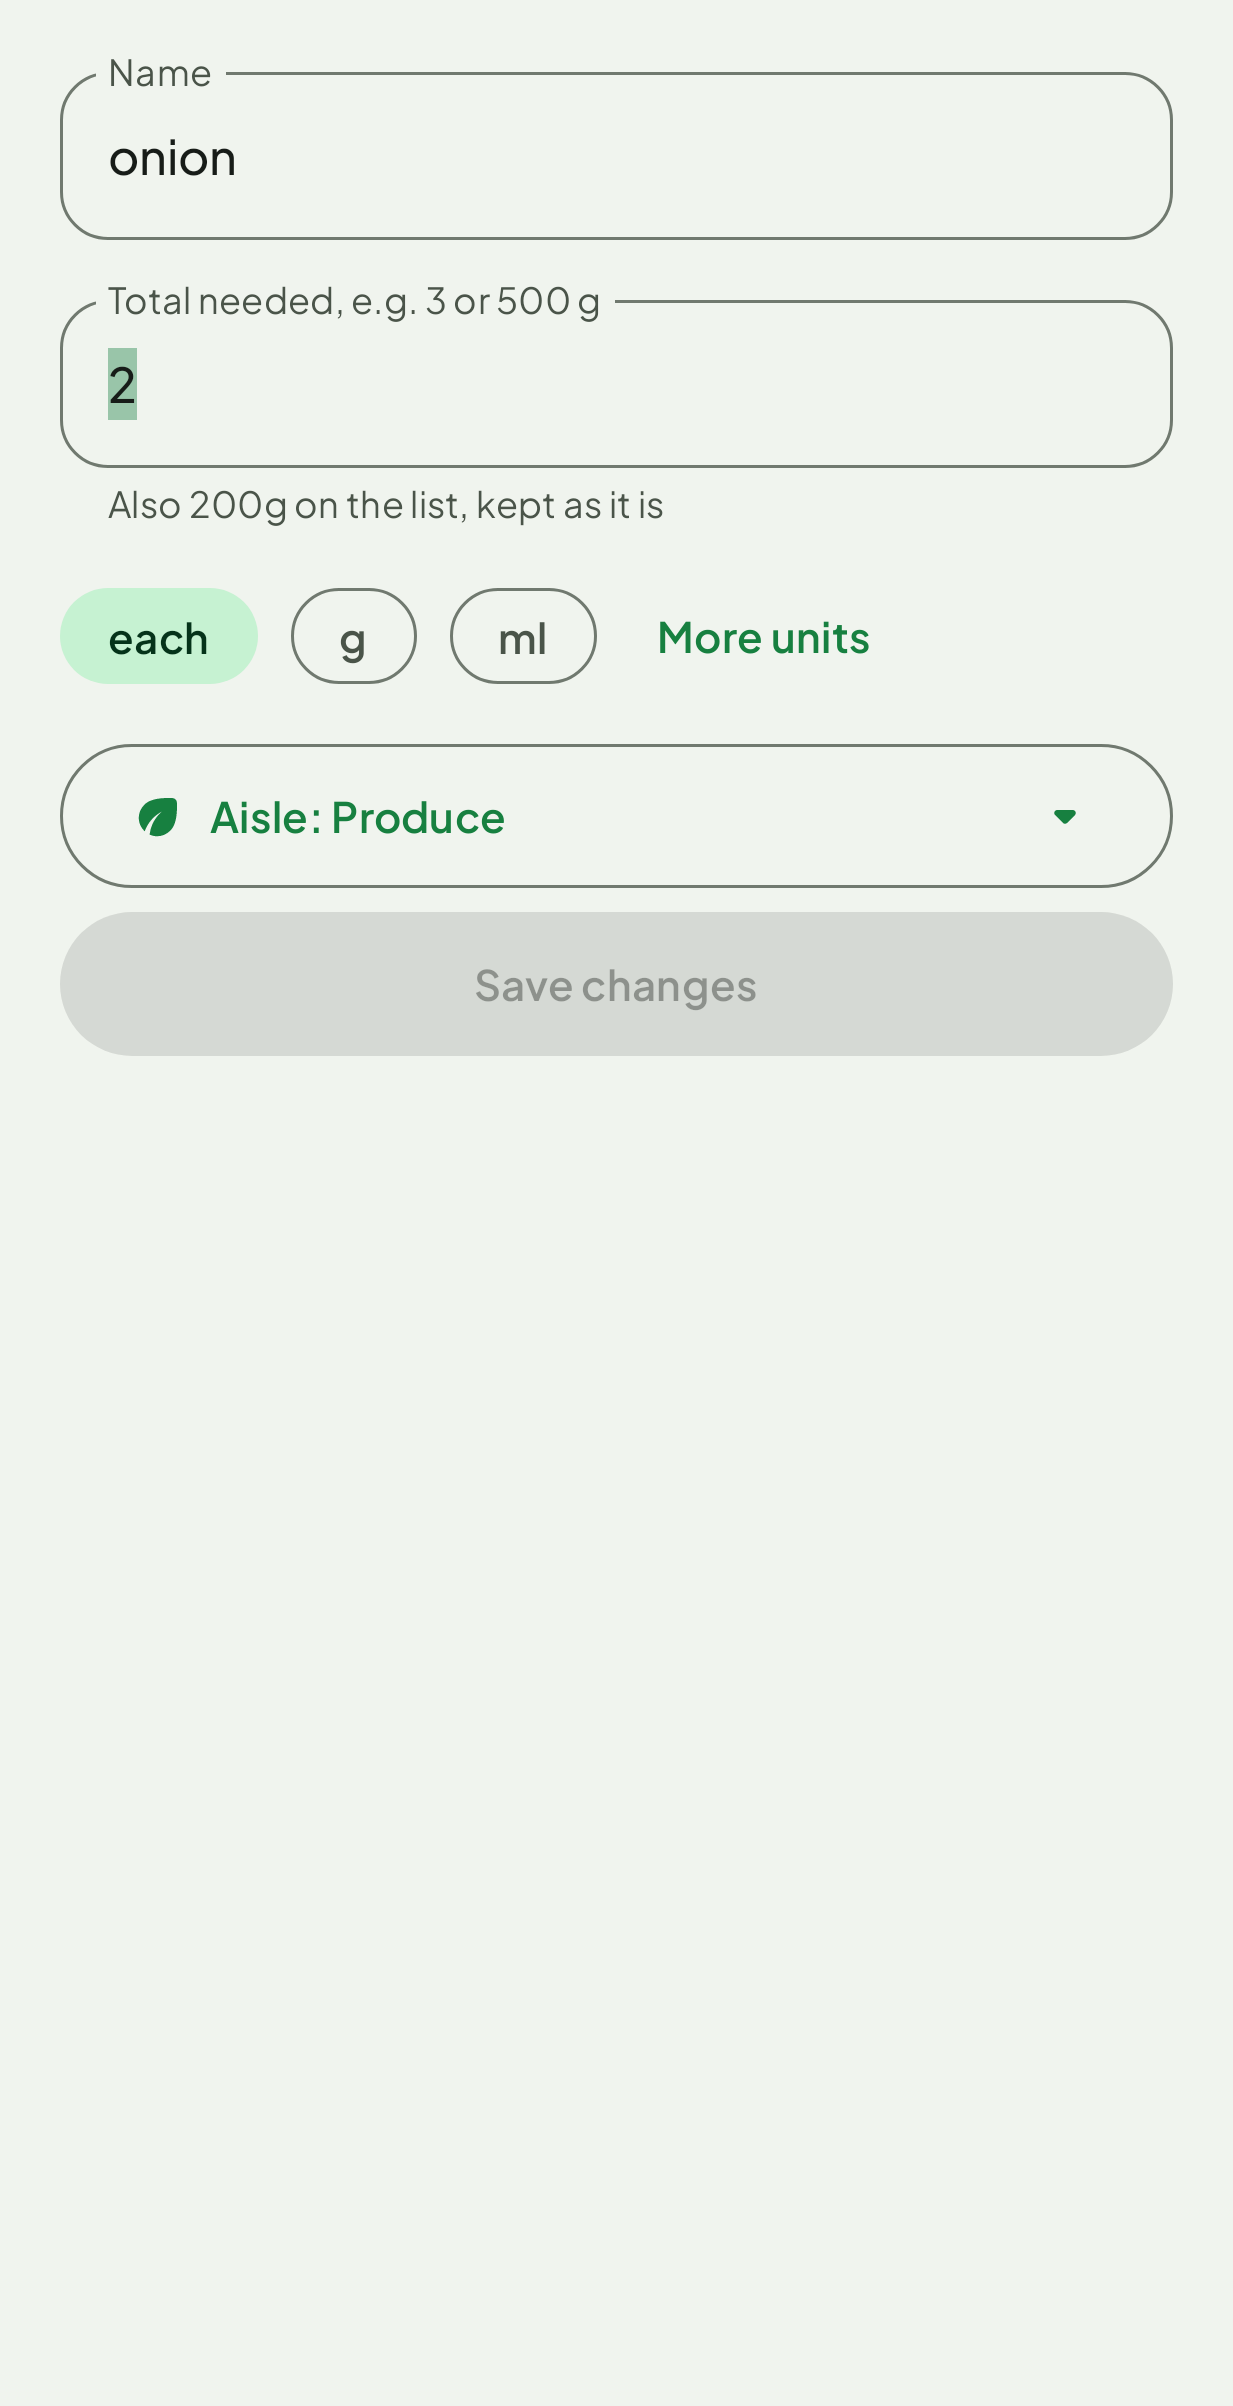 Name
onion
Total needed, e.g. 3 or 500 g
2
Also 200g on the list, kept as it is
each
g
ml
More units
Aisle: Produce
Save changes